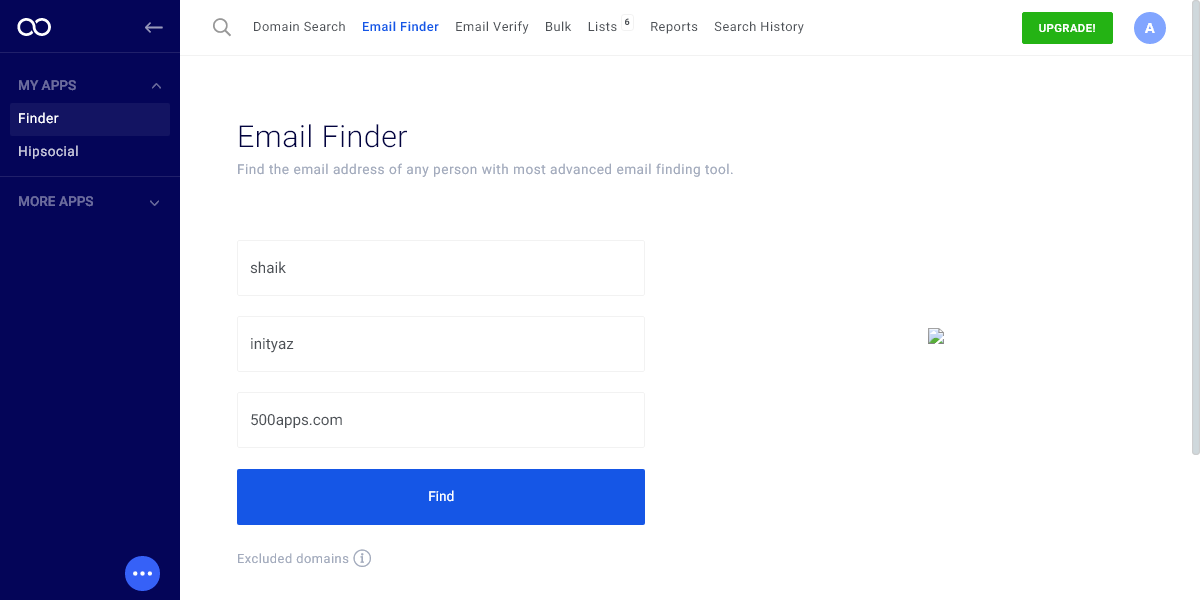 Domain Search Email Finder Email Verify Bulk Lists 6 Reports Search History UPGRADE! A
MY APPS
Finder
Hipsocial
MORE APPS
Email Finder
Find the email address of any person with most advanced email finding tool.
shaik
inityaz
500apps.com
Find
Excluded domains